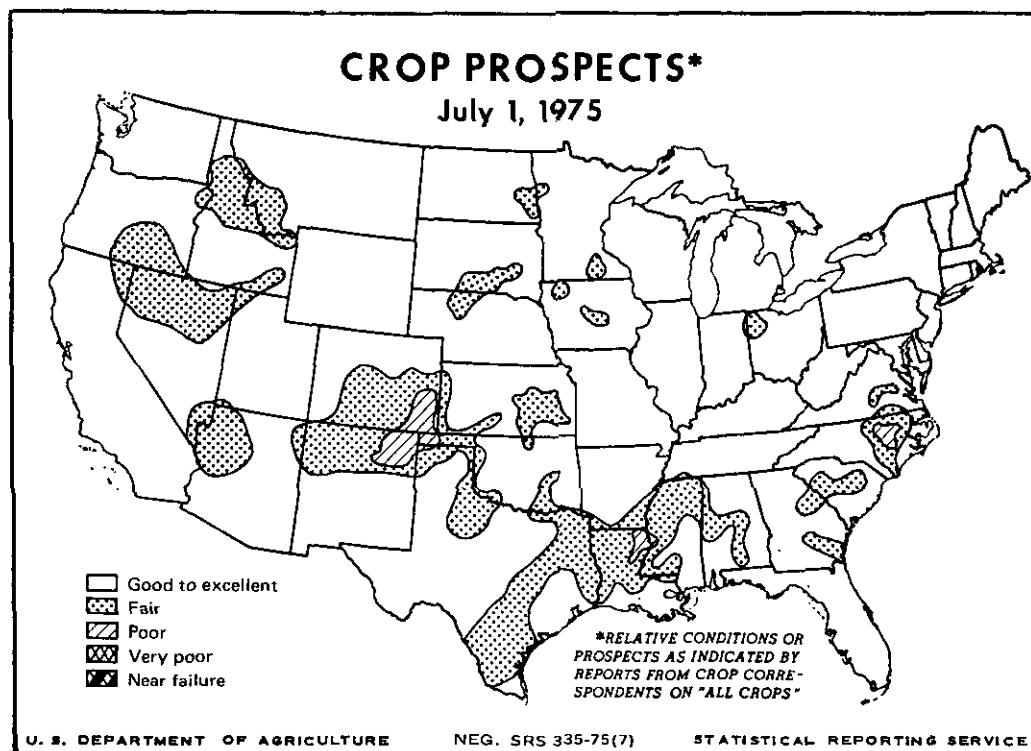 CROP PROSPECTS*
July 1, 1975
Good to excellent
Fair
Poor
Very poor
Near failure
*RELATIVE CONDITIONS OR
PROSPECTS AS INDICATED BY
REPORTS FROM CROP CORRE-
SPONDENTS ON "ALL CROPS"
U. S. DEPARTMENT OF AGRICULTURE NEG. SRS 335-75(7) STATISTICAL REPORTING SERVICE